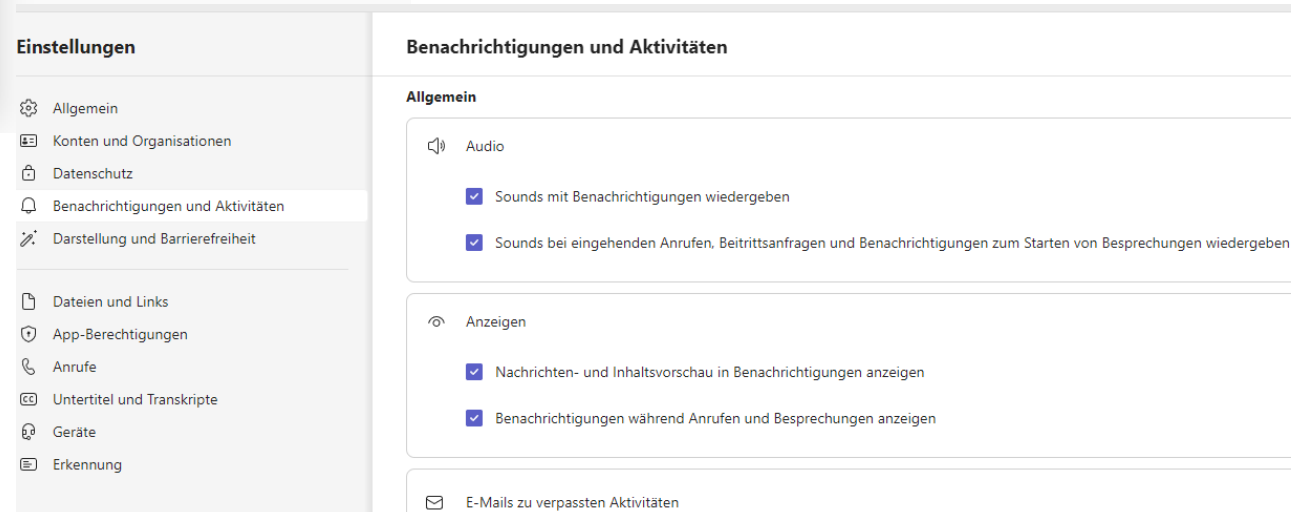 Einstellungen
Allgemein
Konten und Organisationen
Datenschutz
Benachrichtigungen und Aktivitäten
Darstellung und Barrierefreiheit
Dateien und Links
App-Berechtigungen
Anrufe
Untertitel und Transkripte
Geräte
Erkennung
Benachrichtigungen und Aktivitäten
Allgemein
Audio
Sounds mit Benachrichtigungen wiedergeben
Sounds bei eingehenden Anrufen, Beitrittsanfragen und Benachrichtigungen zum Starten von Besprechungen wiedergeben
Anzeigen
Nachrichten- und Inhaltsvorschau in Benachrichtigungen anzeigen
Benachrichtigungen während Anrufen und Besprechungen anzeigen
E-Mails zu verpassten Aktivitäten